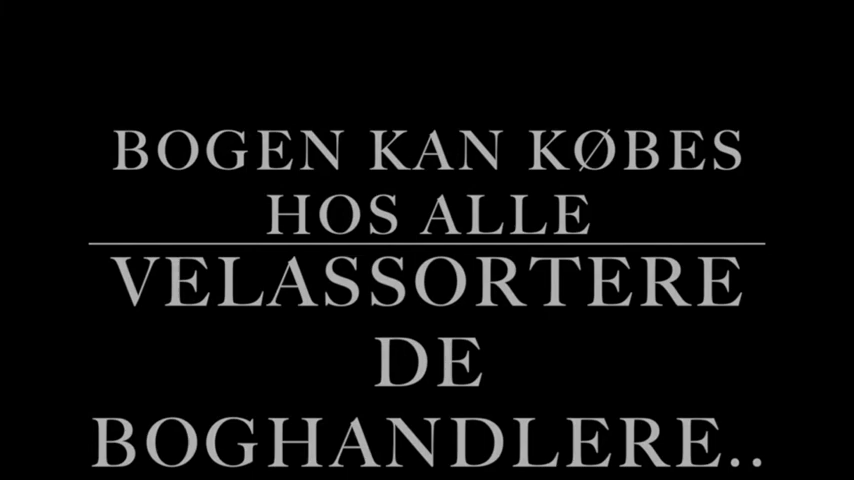 BOGEN KAN KØBES
HOS ALLE
VELASSORTERE
DE
BOGHANDLERE..